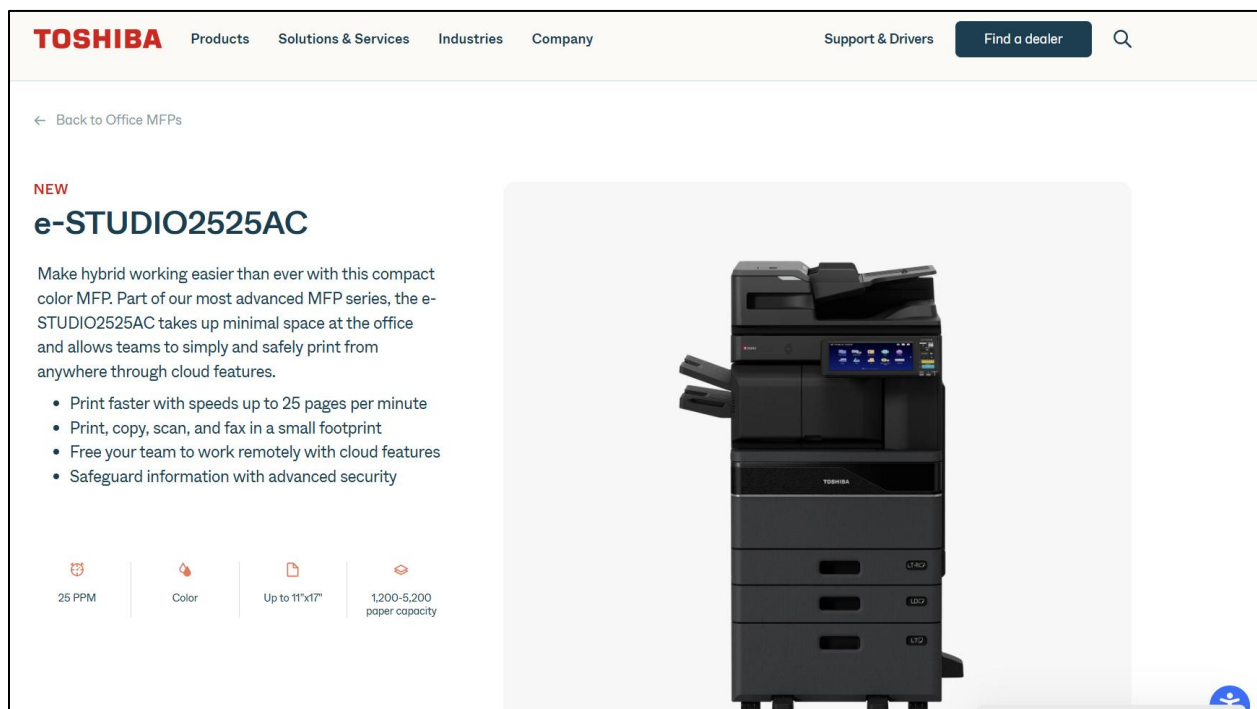 TOSHIBA Products Solutions & Services Industries Company Support & Drivers Find a dealer
← Back to Office MFPs
NEW
e-STUDIO2525AC
Make hybrid working easier than ever with this compact
color MFP. Part of our most advanced MFP series, the e-
STUDIO2525AC takes up minimal space at the office
and allows teams to simply and safely print from
anywhere through cloud features.
• Print faster with speeds up to 25 pages per minute
• Print, copy, scan, and fax in a small footprint
• Free your team to work remotely with cloud features
• Safeguard information with advanced security
25 PPM
Color
Up to 11"x17"
1,200-5,200
paper capacity
TOSHIBA